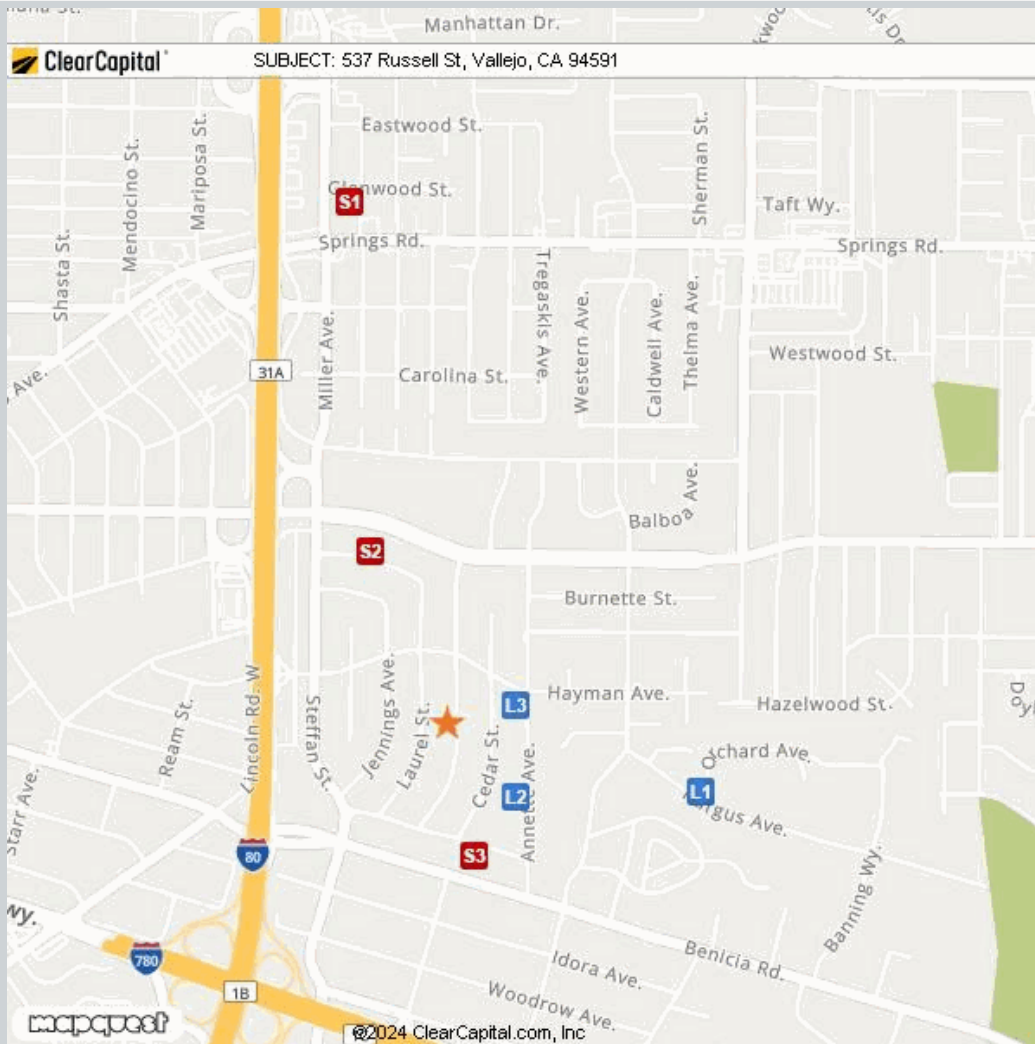 Manhattan Dr.
ClearCapital
SUBJECT: 537 Russell St, Vallejo, CA 94591
Eastwood St.
Mariposa St.
Mendocino St.
Sherman St.
Glenwood St.
S1
Taft Wy.
Springs Rd.
Springs Rd.
Shasta St.
Tregaskis Ave.
Western Ave.
Caldwell Ave.
Thelma Ave.
Miller Ave.
Westwood St.
31A
Carolina St.
Ave.
Balboa Ave.
S2
Burnette St.
Hayman Ave.
Hazelwood St.
L3
Lincoln Rd. W
Steffan St.
Jennings Ave.
Laurel St.
Cedar St.
Ream St.
Orchard Ave.
L1
L2
Annette Ave.
Starr Ave.
S3
80
Banning Wy.
wy.
780
Benicia Rd.
Idora Ave.
1B
Woodrow Ave.
mapquest
©2024 ClearCapital.com, Inc